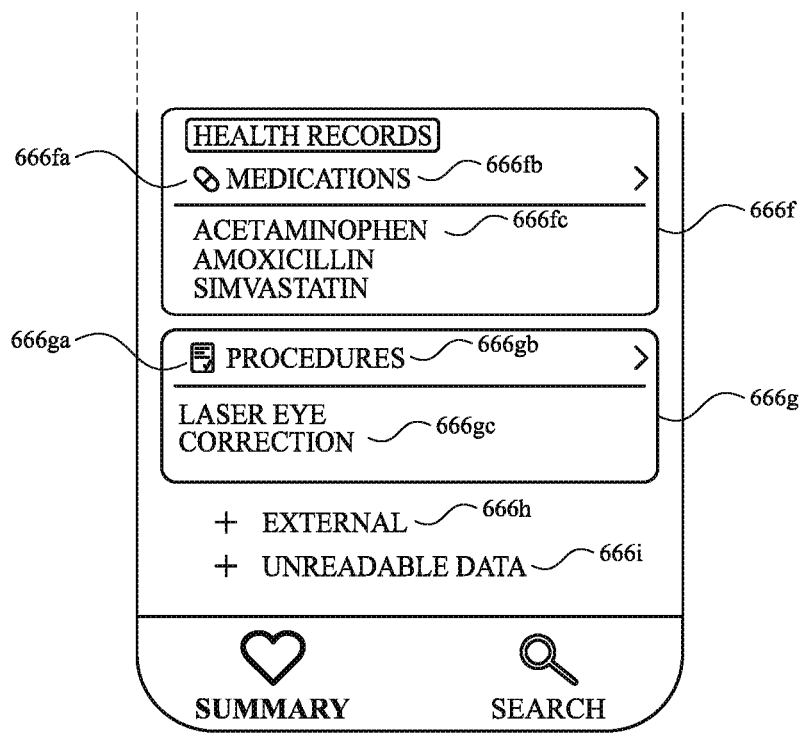 HEALTH RECORDS
666fa
MEDICATIONS
666fb
>
666f
ACETAMINOPHEN
666fc
AMOXICILLIN
SIMVASTATIN
666ga
PROCEDURES
666gb
>
666g
LASER EYE
CORRECTION
666gc
+ EXTERNAL
666h
+ UNREADABLE DATA
666i
SUMMARY
SEARCH